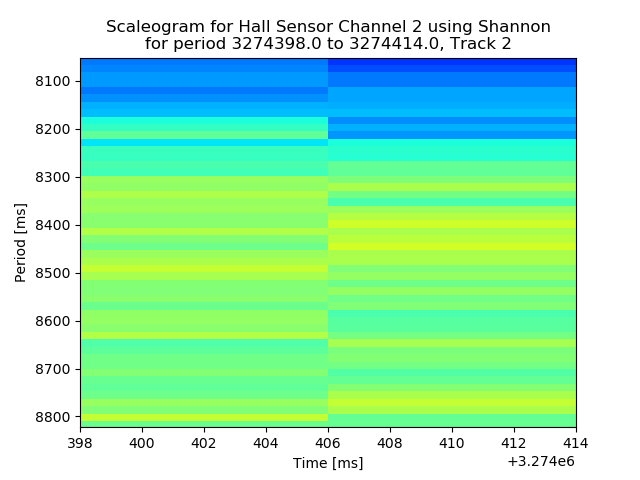 Scaleogram for Hall Sensor Channel 2 using Shannon
for period 3274398.0 to 3274414.0, Track 2
8100
8200
8300
8400
8500
8600
8700
8800
Period [ms]
398 400 402 404 406 408 410 412 414
Time [ms]
+3.274e6